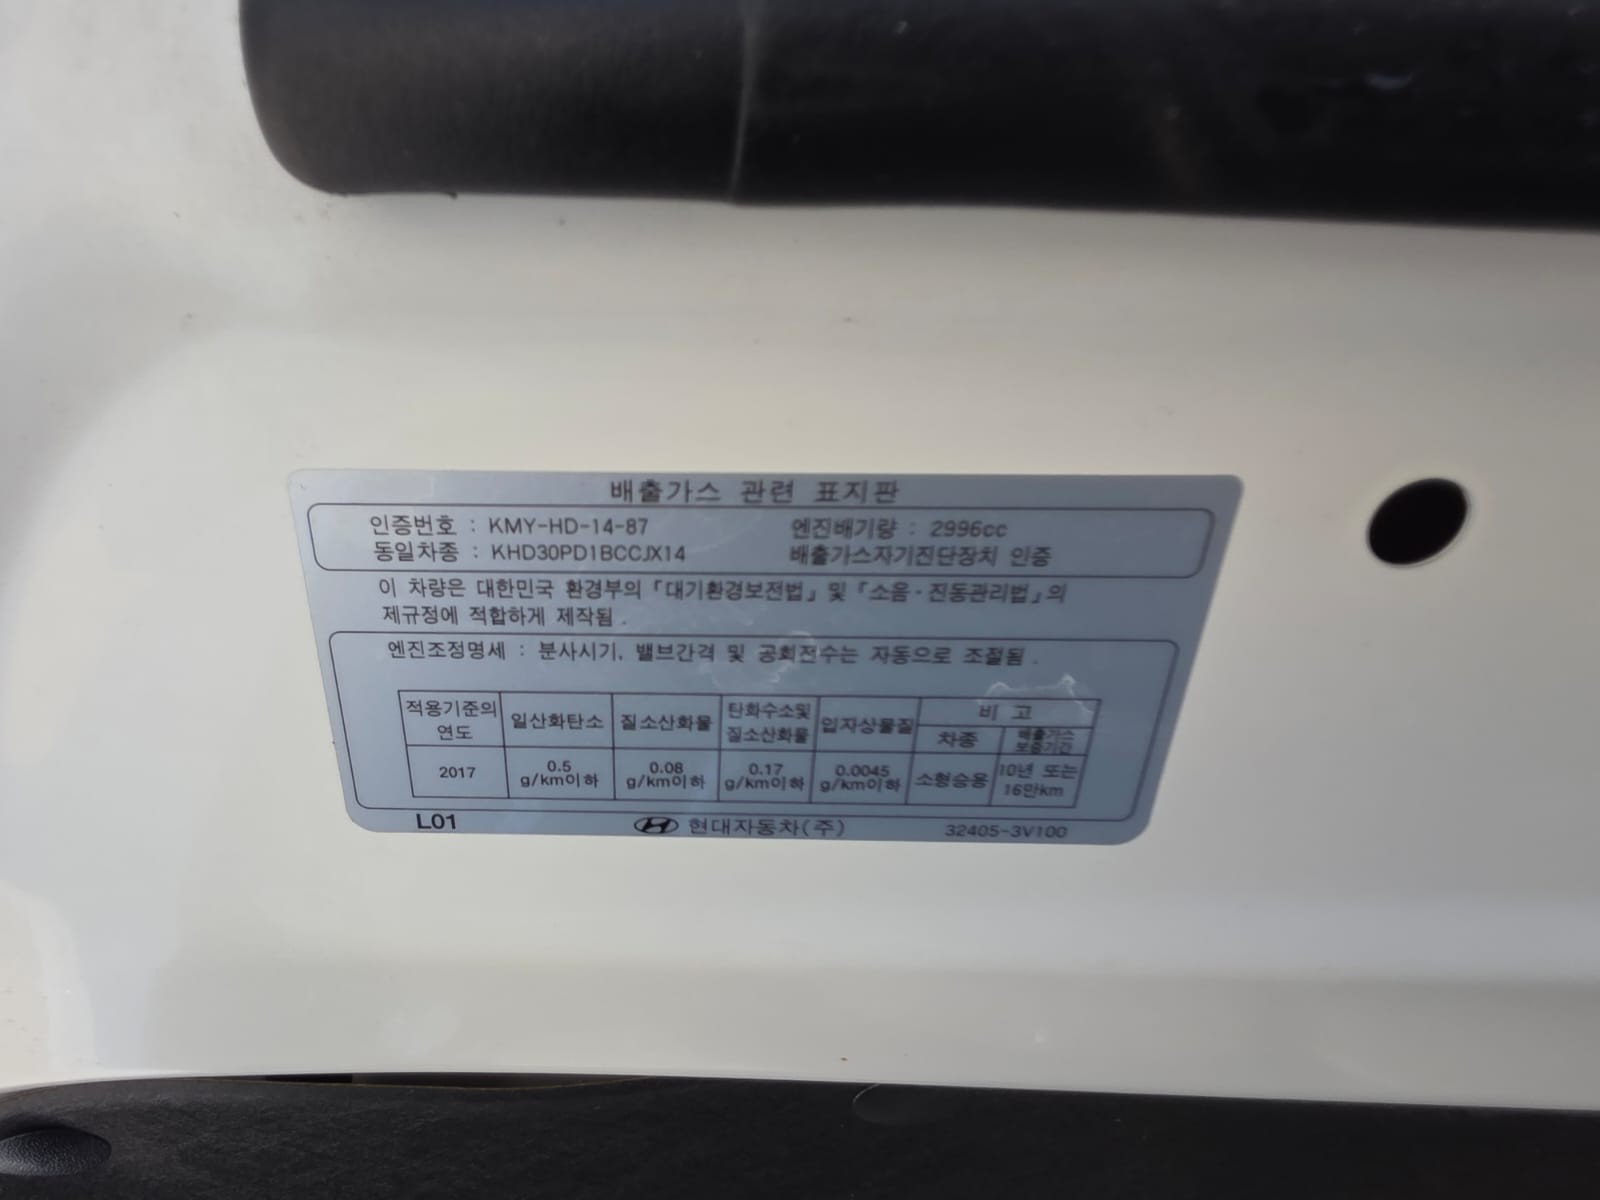 배출가스 관련 표지판
인증번호 : KMY-HD-14-87 엔진배기량 : 2996cc
동일차종 : KHD30PD1BCCJX14 배출가스자기진단장치 인증
이 차량은 대한민국 환경부의 「대기환경보전법」 및 「소음·진동관리법」의
제규정에 적합하게 제작됨.
엔진조정명세 : 분사시기, 밸브간격 및 공회전수는 자동으로 조절됨.
적용기준의 연도 일산화탄소 질소산화물 탄화수소및 질소산화물 입자상물질 비 고
차종 배출가스 보증기간
2017 0.5 g/km이하 0.08 g/km이하 0.17 g/km이하 0.0045 g/km이하 소형승용 10년 또는 16만km
L01 현대자동차(주) 32405-3V100